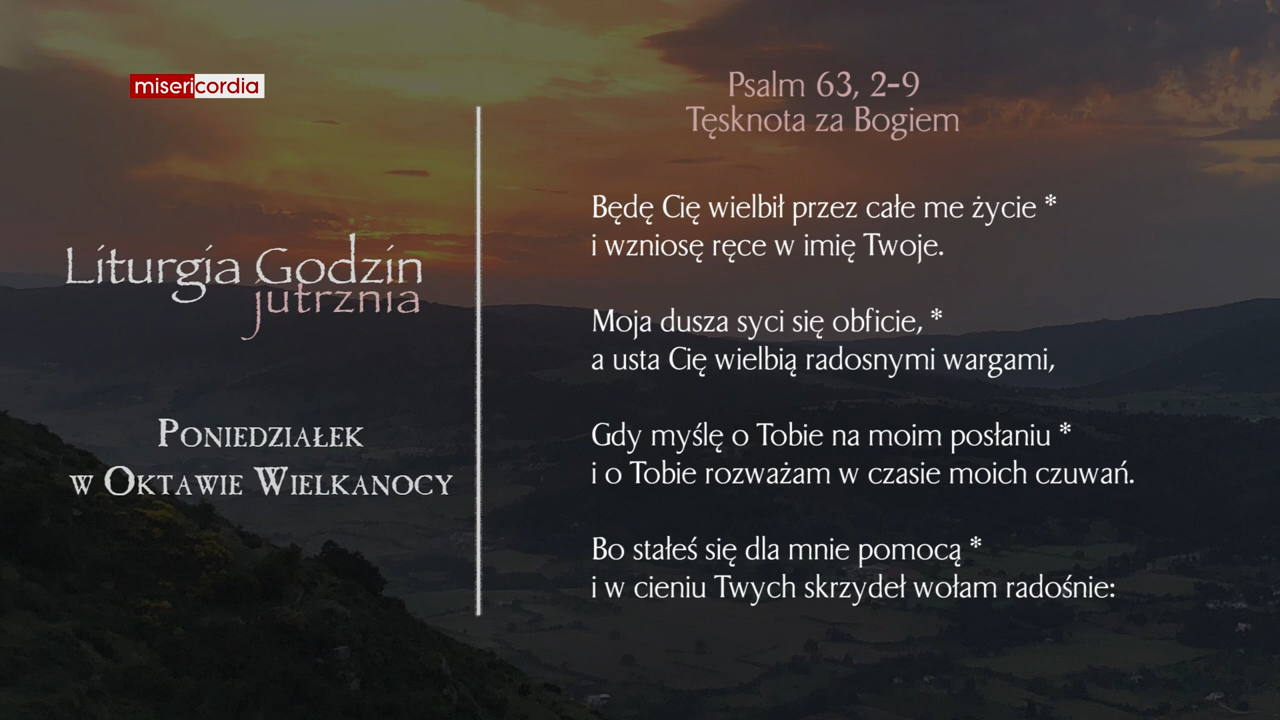 misericordia
Liturgia Godzin
jutrznia
Poniedziałek
w Oktawie Wielkanocy
Psalm 63, 2-9
Tęsknota za Bogiem
Będę Cię wielbił przez całe me życie *
i wzniosę ręce w imię Twoje.
Moja dusza syci się obficie, *
a usta Cię wielbią radosnymi wargami,
Gdy myślę o Tobie na moim posłaniu *
i o Tobie rozważam w czasie moich czuwań.
Bo stałeś się dla mnie pomocą *
i w cieniu Twych skrzydeł wołam radośnie: